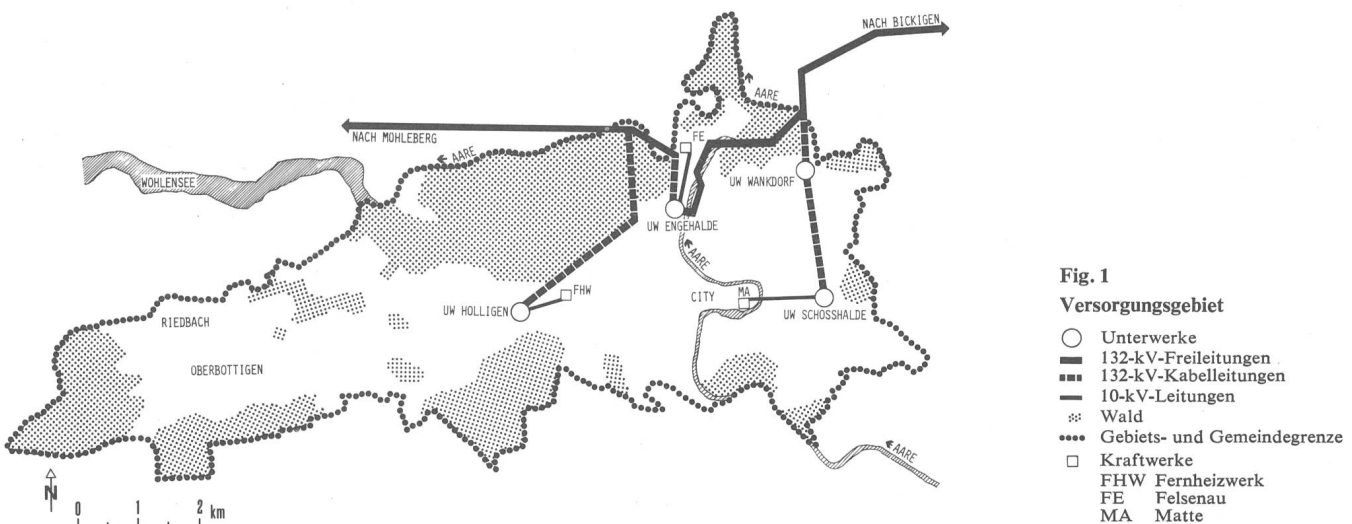 NACH BICKIGEN
AARE
FE
NACH MÜHLEBERG
AARE
WOHLENSEE
UW WANKDORF
UW ENGEHALDE
AARE
CITY
MA
UW SCHOSSHALDE
FHW
UW HOLLIGEN
RIEDBACH
OBERBOTTIGEN
AARE
N
0 1 2 km
Fig. 1
Versorgungsgebiet
Unterwerke
132-kV-Freileitungen
132-kV-Kabelleitungen
10-kV-Leitungen
Wald
Gebiets- und Gemeindegrenze
Kraftwerke
FHW Fernheizwerk
FE Felsenau
MA Matte